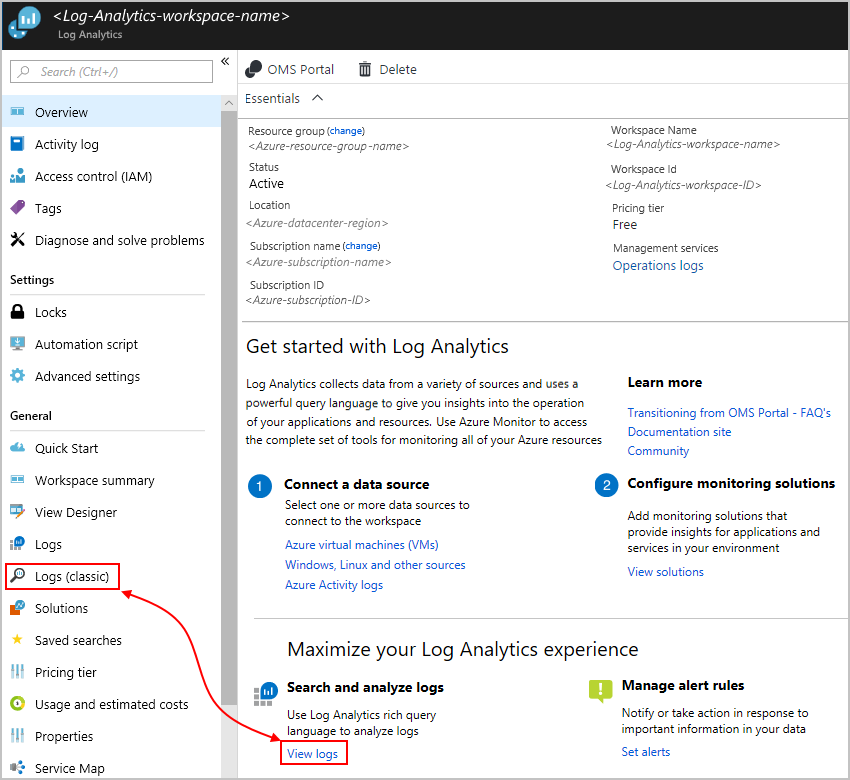 <Log-Analytics-workspace-name>
Log Analytics
Search (Ctrl+/)
«
Overview
Activity log
Access control (IAM)
Tags
Diagnose and solve problems
Settings
Locks
Automation script
Advanced settings
General
Quick Start
Workspace summary
View Designer
Logs
Logs (classic)
Solutions
Saved searches
Pricing tier
Usage and estimated costs
Properties
Service Map
OMS Portal
Delete
Essentials
Resource group (change)
<Azure-resource-group-name>
Status
Active
Location
<Azure-datacenter-region>
Subscription name (change)
<Azure-subscription-name>
Subscription ID
<Azure-subscription-ID>
Workspace Name
<Log-Analytics-workspace-name>
Workspace Id
<Log-Analytics-workspace-ID>
Pricing tier
Free
Management services
Operations logs
Get started with Log Analytics
Log Analytics collects data from a variety of sources and uses a
powerful query language to give you insights into the operation
of your applications and resources. Use Azure Monitor to access
the complete set of tools for monitoring all of your Azure resources
Learn more
Transitioning from OMS Portal - FAQ's
Documentation site
Community
1
Connect a data source
Select one or more data sources to
connect to the workspace
Azure virtual machines (VMs)
Windows, Linux and other sources
Azure Activity logs
2
Configure monitoring solutions
Add monitoring solutions that
provide insights for applications and
services in your environment
View solutions
Maximize your Log Analytics experience
Search and analyze logs
Use Log Analytics rich query
language to analyze logs
View logs
Manage alert rules
Notify or take action in response to
important information in your data
Set alerts